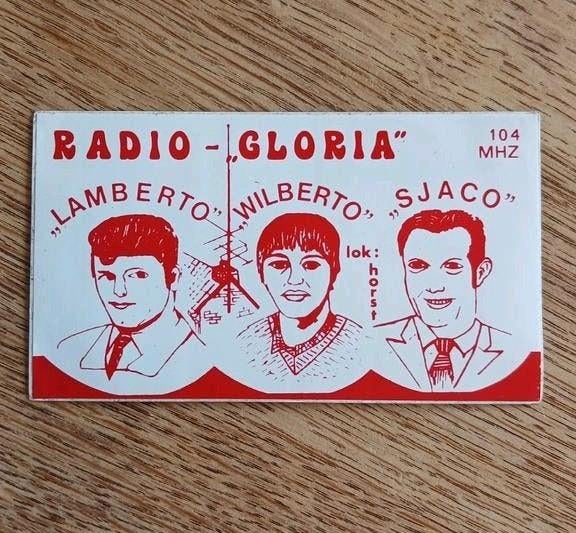 RADIO - „GLORIA”
104
MHZ
„LAMBERTO”
„WILBERTO”
„SJACO”
lok:
horst